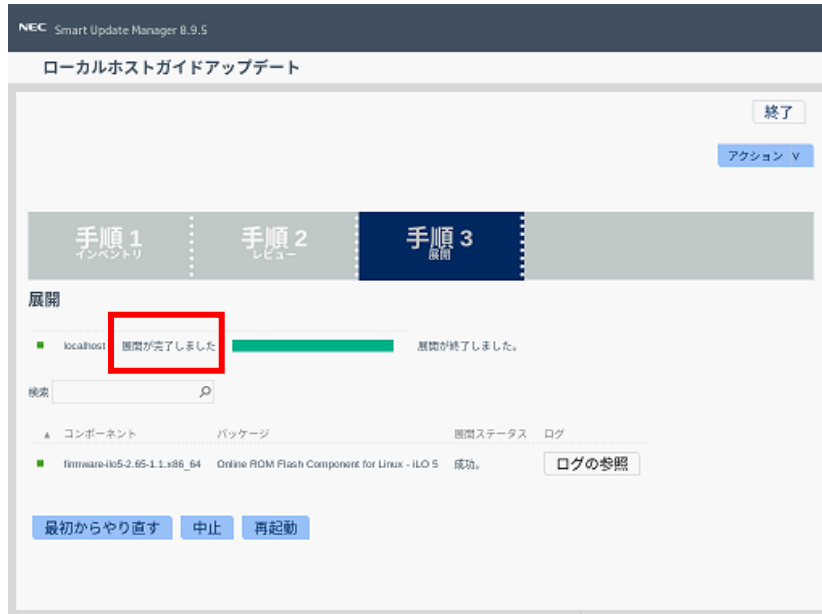 NEC Smart Update Manager 8.9.5
ローカルホストガイドアップデート
終了
アクション ∨
手順 1
インベントリ
手順 2
レビュー
手順 3
展開
展開
localhost 展開が完了しました 展開が終了しました。
検索
▲ コンポーネント パッケージ 展開ステータス ログ
firmware-ilo5-2.65-1.1.x86_64 Online ROM Flash Component for Linux - iLO 5 成功。 ログの参照
最初からやり直す 中止 再起動